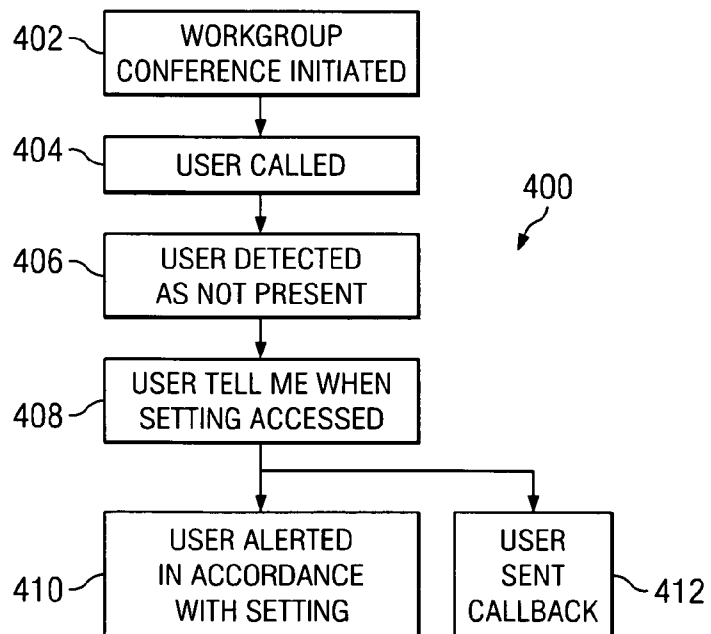 402
WORKGROUP
CONFERENCE INITIATED
404
USER CALLED
400
406
USER DETECTED
AS NOT PRESENT
408
USER TELL ME WHEN
SETTING ACCESSED
410
USER ALERTED
IN ACCORDANCE
WITH SETTING
USER
SENT
CALLBACK
412